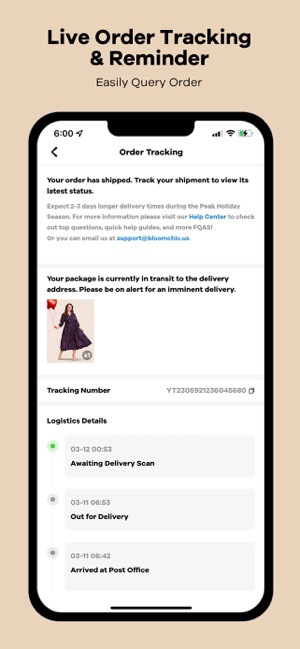 Live Order Tracking
& Reminder
Easily Query Order
6:00
Order Tracking
Your order has shipped. Track your shipment to view its
latest status.
Expect 2-3 days longer delivery times during the Peak Holiday
Season. For more information please visit our Help Center to check
out top questions, quick help guides, and more FQAS!
Or you can email us at support@bloomchic.us
Your package is currently in transit to the delivery
address. Please be on alert for an imminent delivery.
x1
Tracking Number YT2305921236045680
Logistics Details
03-12 00:53
Awaiting Delivery Scan
03-11 06:53
Out for Delivery
03-11 06:42
Arrived at Post Office